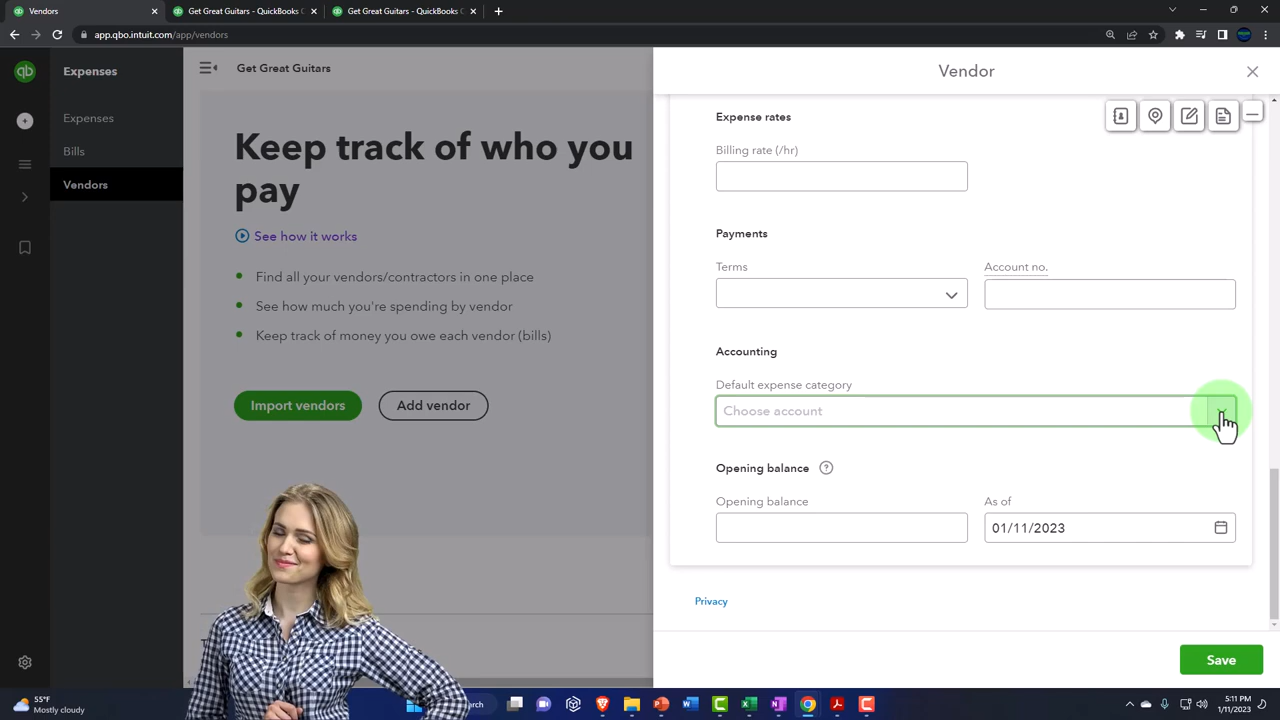 Vendors
Get Great Guitars - QuickBooks C
Get Great Guitars - QuickBooks C
app.qbo.intuit.com/app/vendors
qb
Expenses
Get Great Guitars
Vendor
Expenses
Bills
Vendors
Keep track of who you
pay
See how it works
Find all your vendors/contractors in one place
See how much you're spending by vendor
Keep track of money you owe each vendor (bills)
Import vendors
Add vendor
Expense rates
Billing rate (/hr)
Payments
Terms
Account no.
Accounting
Default expense category
Choose account
Opening balance
Opening balance
As of
01/11/2023
Privacy
Save
55°F
Mostly cloudy
5:11 PM
1/11/2023